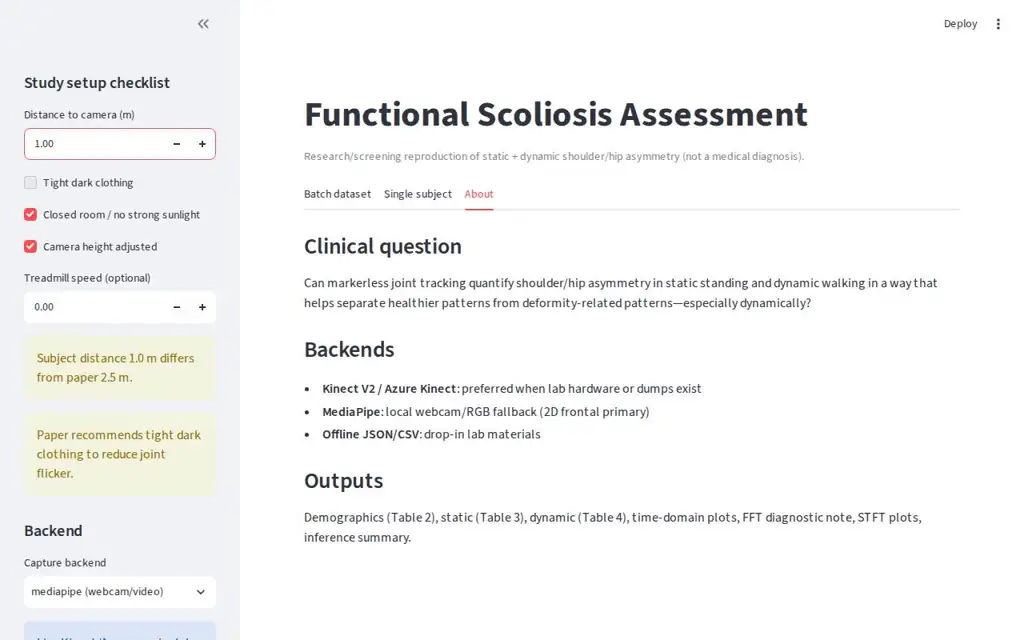 Deploy
Study setup checklist
Distance to camera (m)
1.00
Tight dark clothing
Closed room / no strong sunlight
Camera height adjusted
Treadmill speed (optional)
0.00
Subject distance 1.0 m differs
from paper 2.5 m.
Paper recommends tight dark
clothing to reduce joint
flicker.
Backend
Capture backend
mediapipe (webcam/video)
Functional Scoliosis Assessment
Research/screening reproduction of static + dynamic shoulder/hip asymmetry (not a medical diagnosis).
Batch dataset Single subject About
Clinical question
Can markerless joint tracking quantify shoulder/hip asymmetry in static standing and dynamic walking in a way that
helps separate healthier patterns from deformity-related patterns—especially dynamically?
Backends
• Kinect V2 / Azure Kinect: preferred when lab hardware or dumps exist
• MediaPipe: local webcam/RGB fallback (2D frontal primary)
• Offline JSON/CSV: drop-in lab materials
Outputs
Demographics (Table 2), static (Table 3), dynamic (Table 4), time-domain plots, FFT diagnostic note, STFT plots,
inference summary.